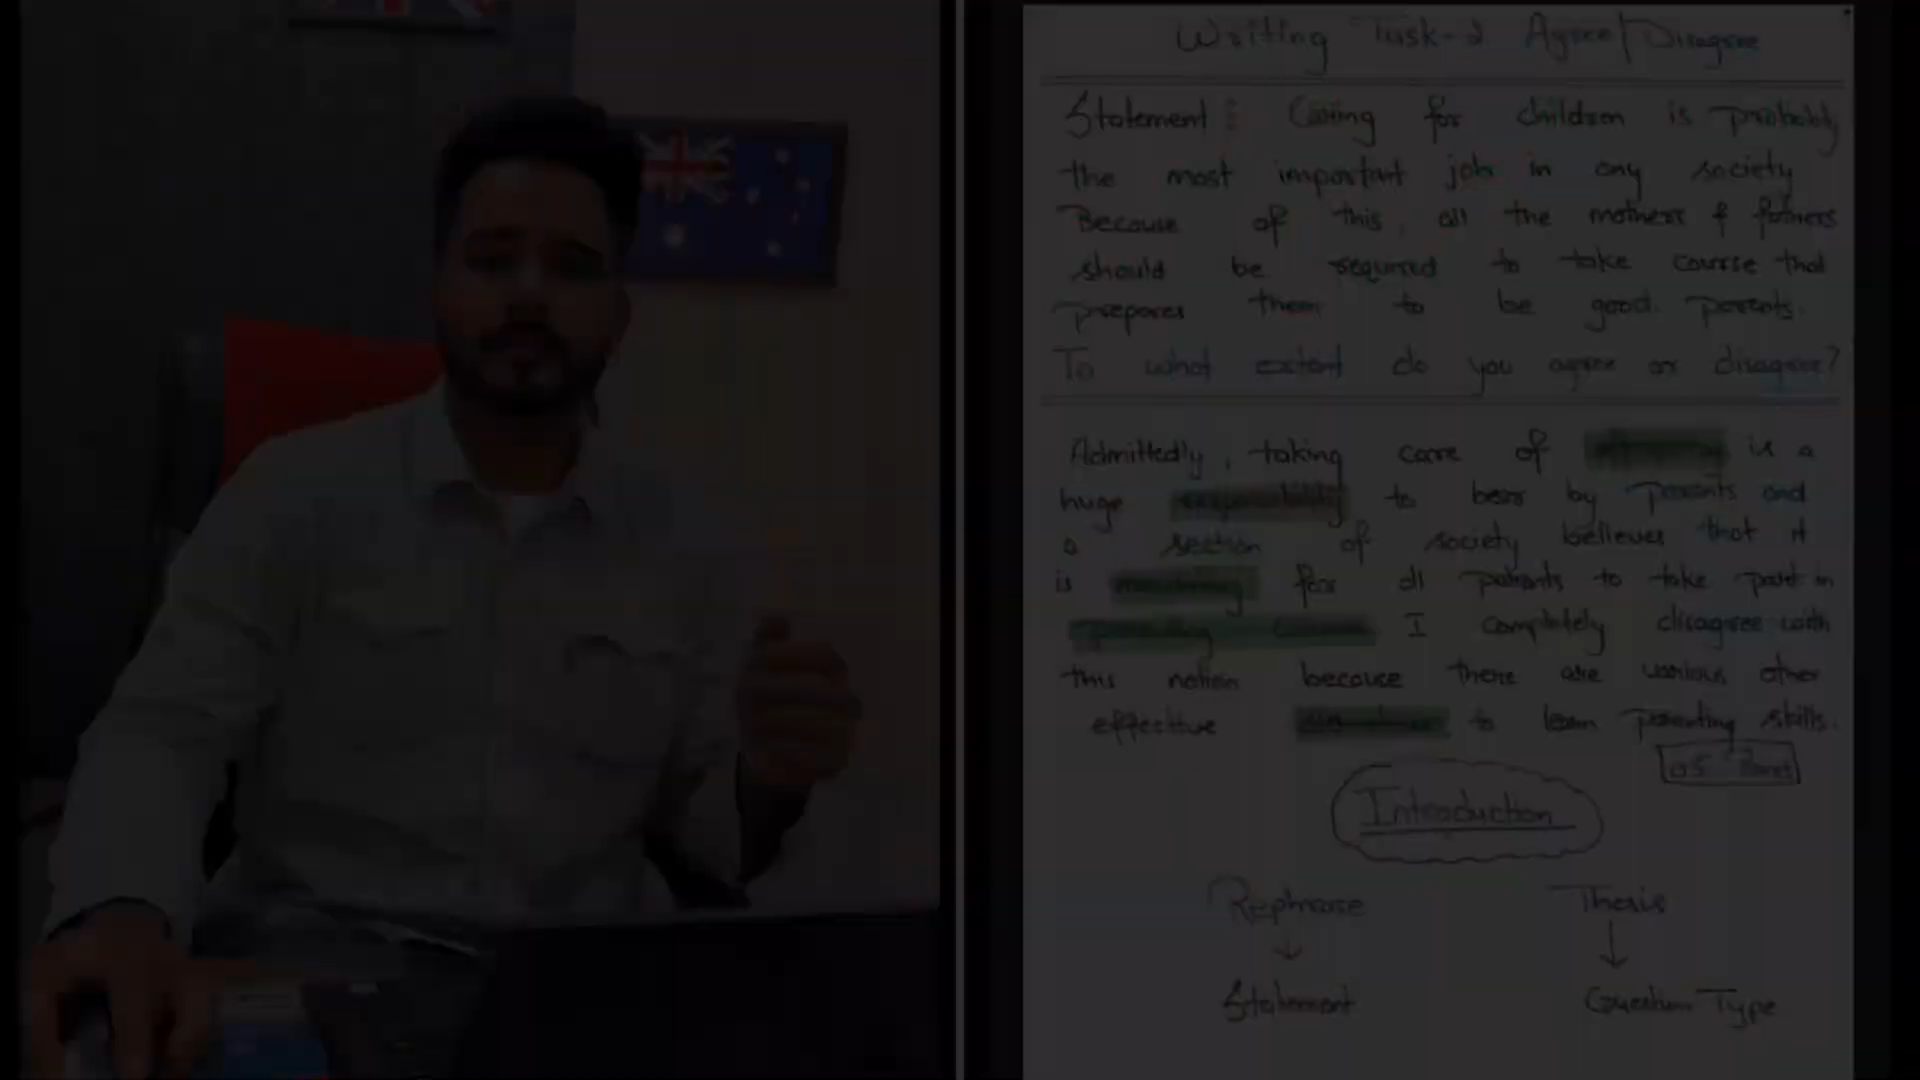 Writing Task-2 Agree/Disagree
Statement: Caring for children is probably
the most important job in any society
Because of this, all the mothers & fathers
should be required to take course that
prepares them to be good parents.
To what extent do you agree or disagree?
Admittedly, taking care of is a
huge responsibility to bear by parents and
a section of society believes that it
is for all to take part in
I completely disagree with
this notion because there are various other
effective to learn parenting skills.
Introduction
Rephrase Thesis
Statement Question Type